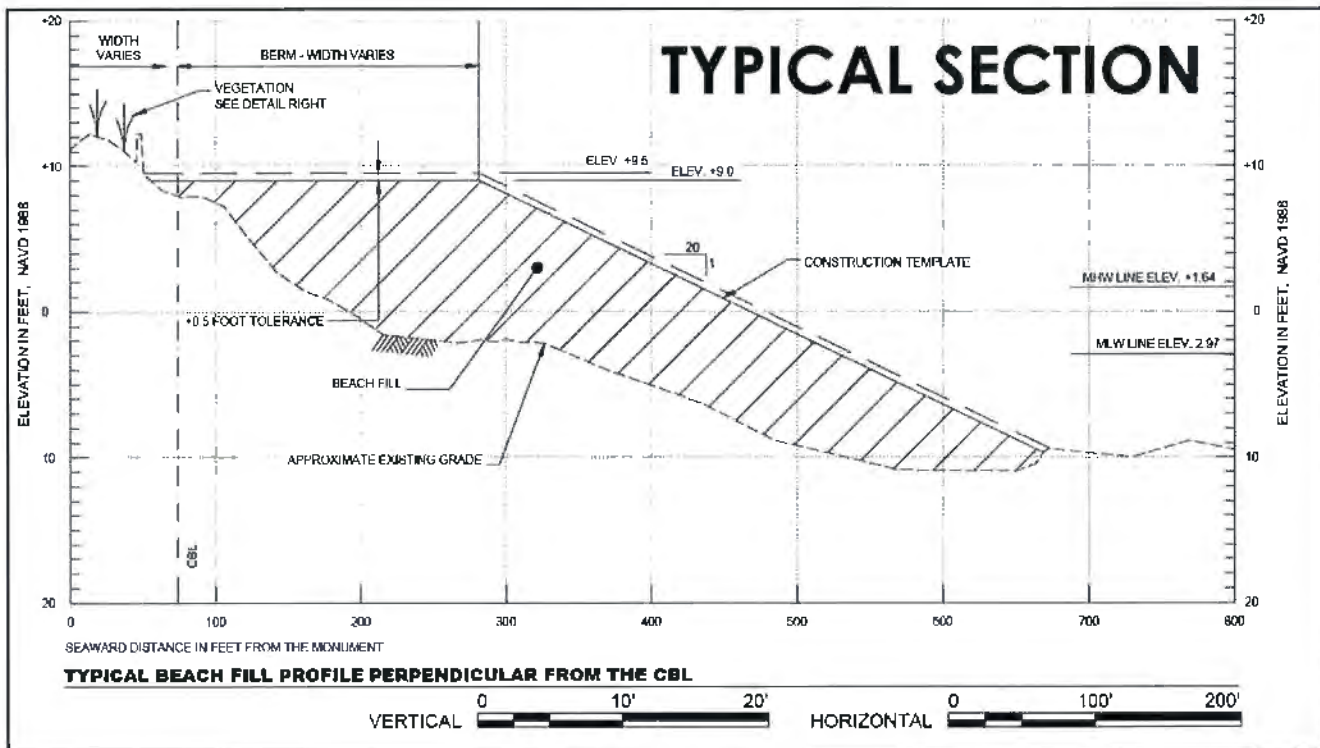 TYPICAL SECTION
+20
+10
0
10
20
ELEVATION IN FEET, NAVD 1988
WIDTH
VARIES
BERM - WIDTH VARIES
VEGETATION
SEE DETAIL RIGHT
ELEV +9.5
ELEV. +9.0
20
1
CONSTRUCTION TEMPLATE
MHW LINE ELEV. +1.64
MLW LINE ELEV. 2.97
+0.5 FOOT TOLERANCE
BEACH FILL
APPROXIMATE EXISTING GRADE
CBL
+20
+10
0
10
20
ELEVATION IN FEET, NAVD 1988
0 100 200 300 400 500 600 700 800
SEAWARD DISTANCE IN FEET FROM THE MONUMENT
TYPICAL BEACH FILL PROFILE PERPENDICULAR FROM THE CBL
VERTICAL 0 10' 20'
HORIZONTAL 0 100' 200'